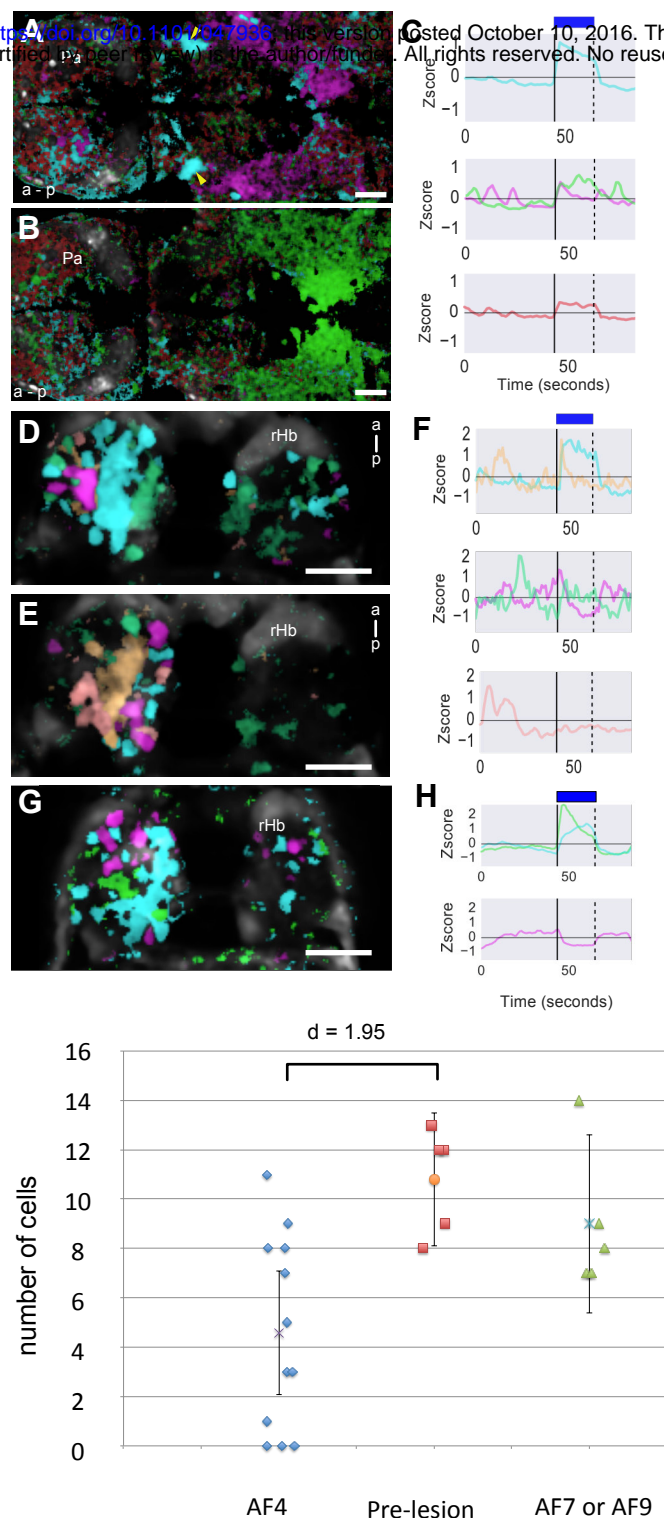 A
https://doi.org/10.1101/047936; this version posted October 10, 2016. Th
rtified by peer review) is the author/funder. All rights reserved. No reuse
Pa
a - p
C
Zscore
0
−1
0
50
1
0
−1
Zscore
0
50
B
Pa
a - p
1
0
−1
Zscore
0
50
Time (seconds)
D
rHb
a
p
F
2
1
0
−1
Zscore
0
50
2
1
0
−1
Zscore
0
50
E
rHb
a
p
2
1
0
−1
Zscore
0
50
G
rHb
H
2
1
0
−1
Zscore
0
50
2
1
0
−1
Zscore
0
50
Time (seconds)
d = 1.95
16
14
12
10
8
6
4
2
0
number of cells
AF4
Pre-lesion
AF7 or AF9